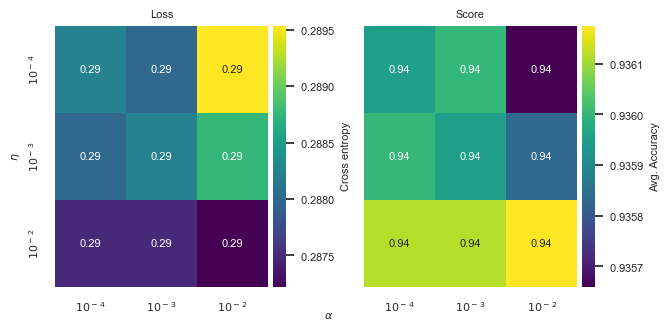 Loss
Score
0.29 0.29 0.29
0.29 0.29 0.29
0.29 0.29 0.29
10⁻⁴
10⁻³
10⁻²
η
10⁻⁴ 10⁻³ 10⁻²
0.2895
0.2890
0.2885
0.2880
0.2875
Cross entropy
0.94 0.94 0.94
0.94 0.94 0.94
0.94 0.94 0.94
10⁻⁴ 10⁻³ 10⁻²
0.9361
0.9360
0.9359
0.9358
0.9357
Avg. Accuracy
α